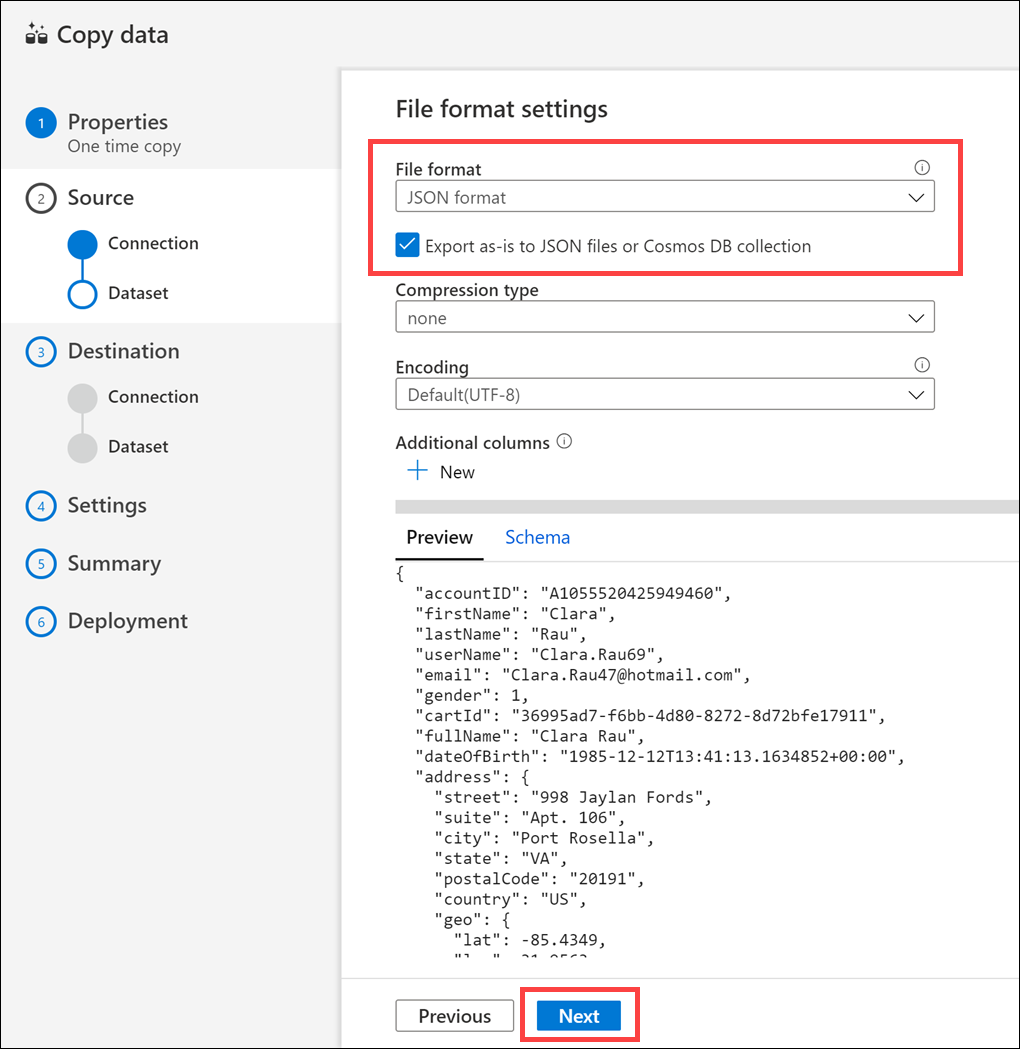 Copy data
1 Properties
One time copy
2 Source
Connection
Dataset
3 Destination
Connection
Dataset
4 Settings
5 Summary
6 Deployment
File format settings
File format
JSON format
Export as-is to JSON files or Cosmos DB collection
Compression type
none
Encoding
Default(UTF-8)
Additional columns
New
Preview Schema
{
"accountID": "A1055520425949460",
"firstName": "Clara",
"lastName": "Rau",
"userName": "Clara.Rau69",
"email": "Clara.Rau47@hotmail.com",
"gender": 1,
"cartId": "36995ad7-f6bb-4d80-8272-8d72bfe17911",
"fullName": "Clara Rau",
"dateOfBirth": "1985-12-12T13:41:13.1634852+00:00",
"address": {
"street": "998 Jaylan Fords",
"suite": "Apt. 106",
"city": "Port Rosella",
"state": "VA",
"postalCode": "20191",
"country": "US",
"geo": {
"lat": -85.4349,
Previous Next